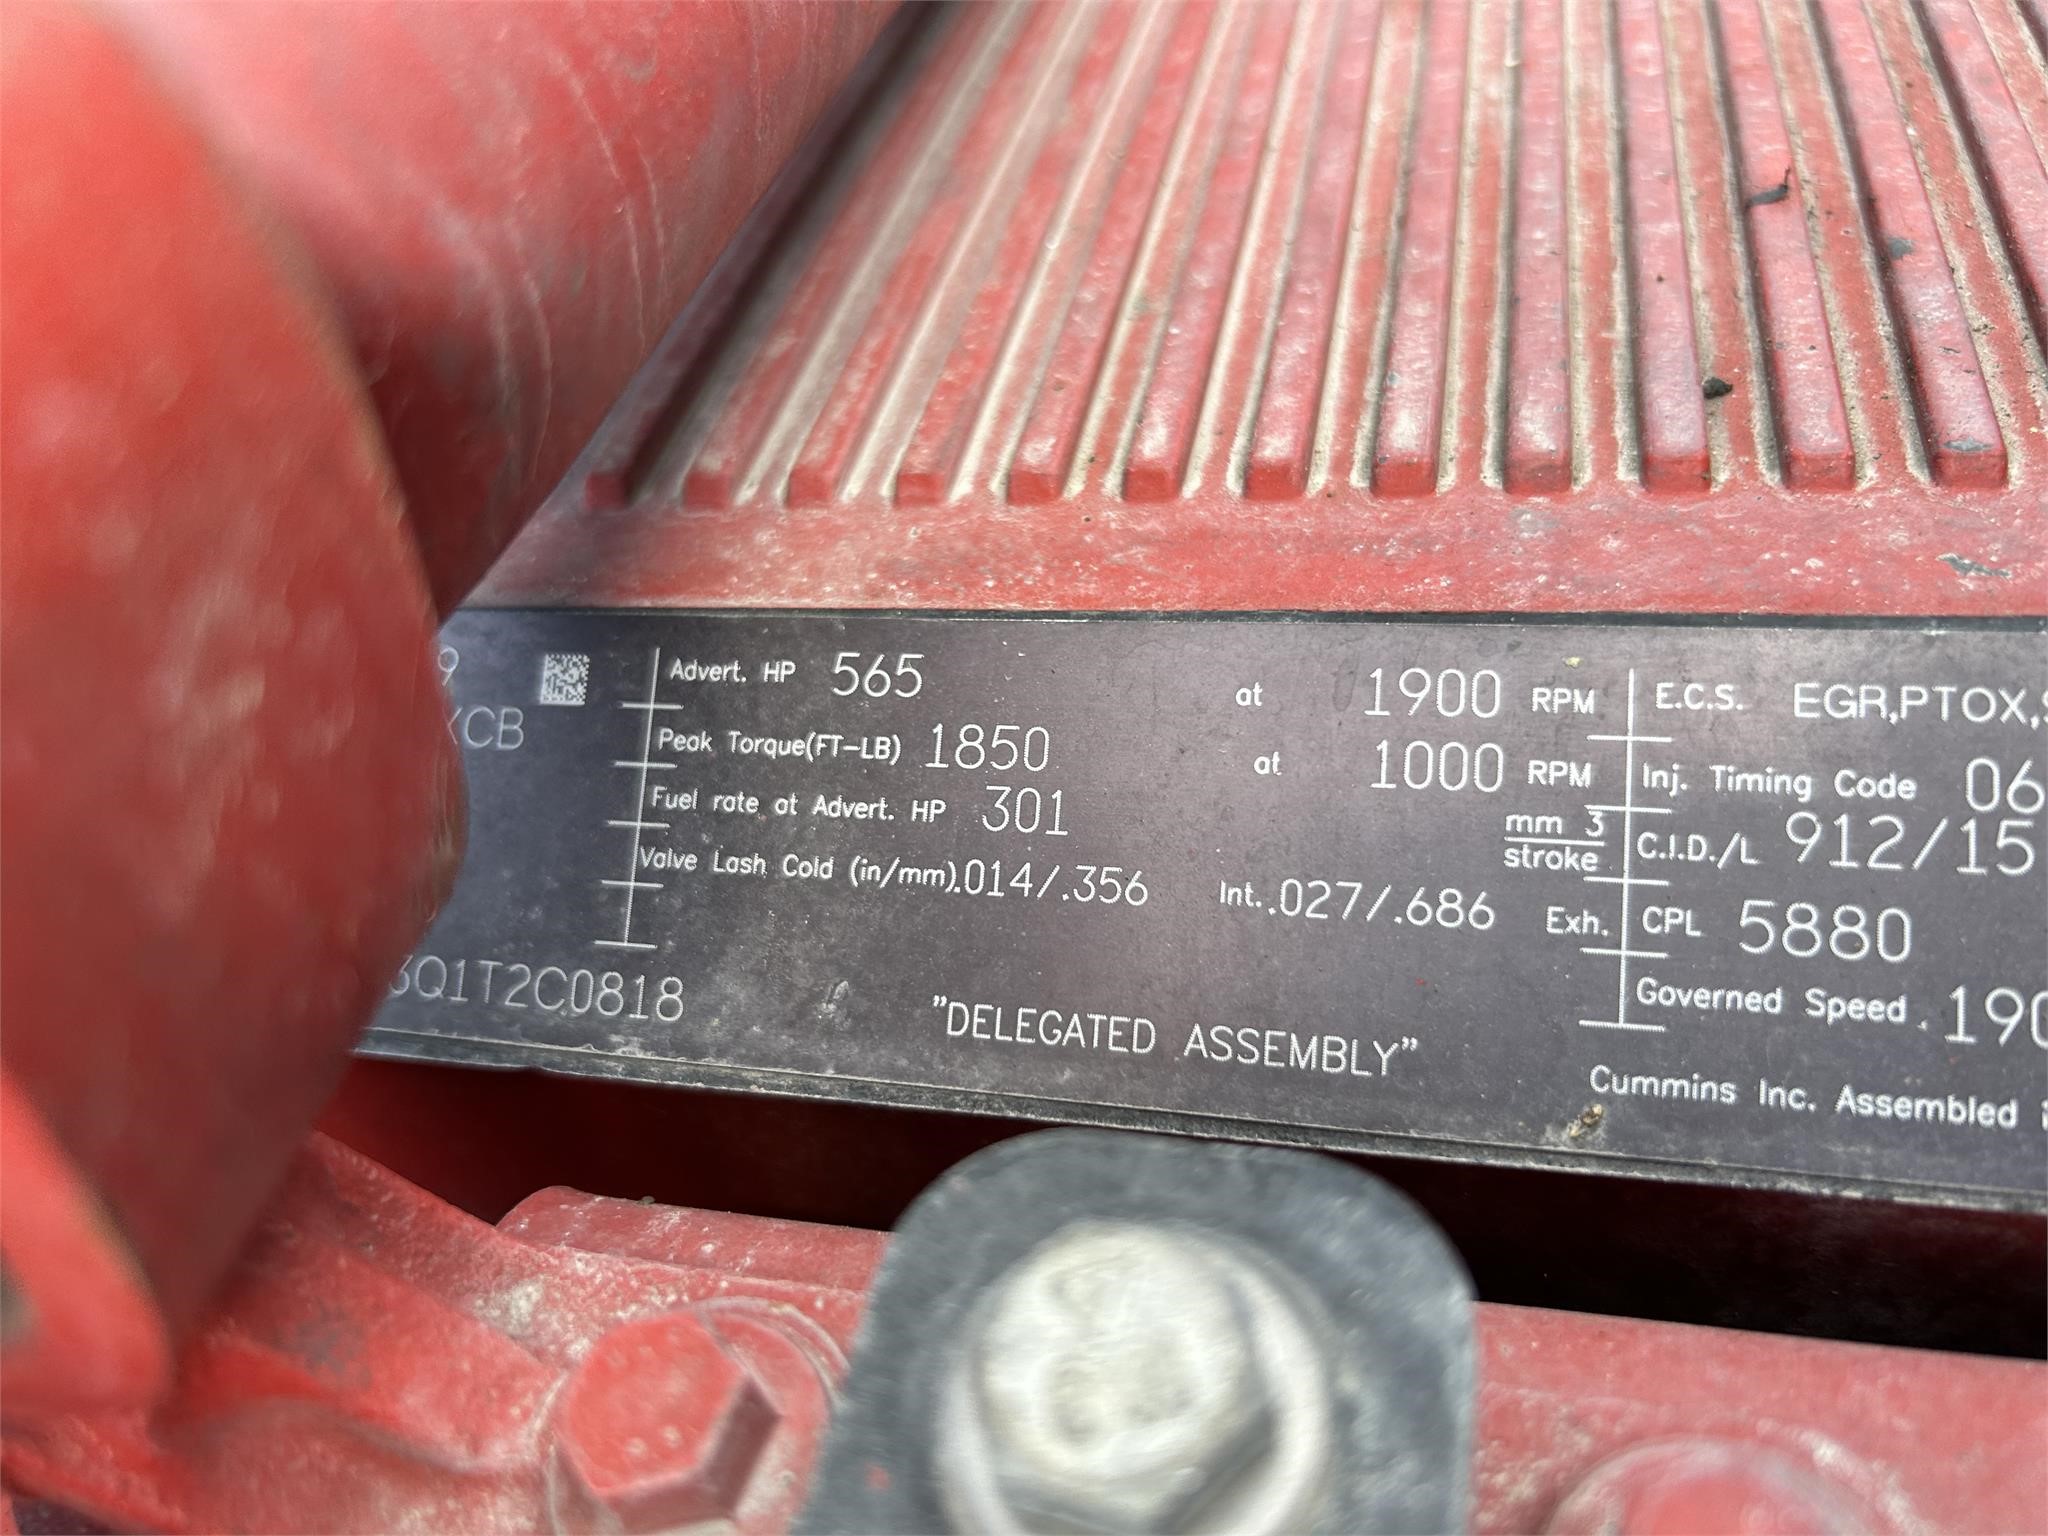 9
XCB
3Q1T2C0818
Advert. HP 565 at 1900 RPM
Peak Torque(FT-LB) 1850 at 1000 RPM
Fuel rate at Advert. HP 301 mm 3
stroke
Valve Lash Cold (in/mm) .014/.356 Int. .027/.686 Exh.
"DELEGATED ASSEMBLY"
E.C.S. EGR,PTOX,
Inj. Timing Code 06
C.I.D./L 912/15
CPL 5880
Governed Speed 190
Cummins Inc. Assembled